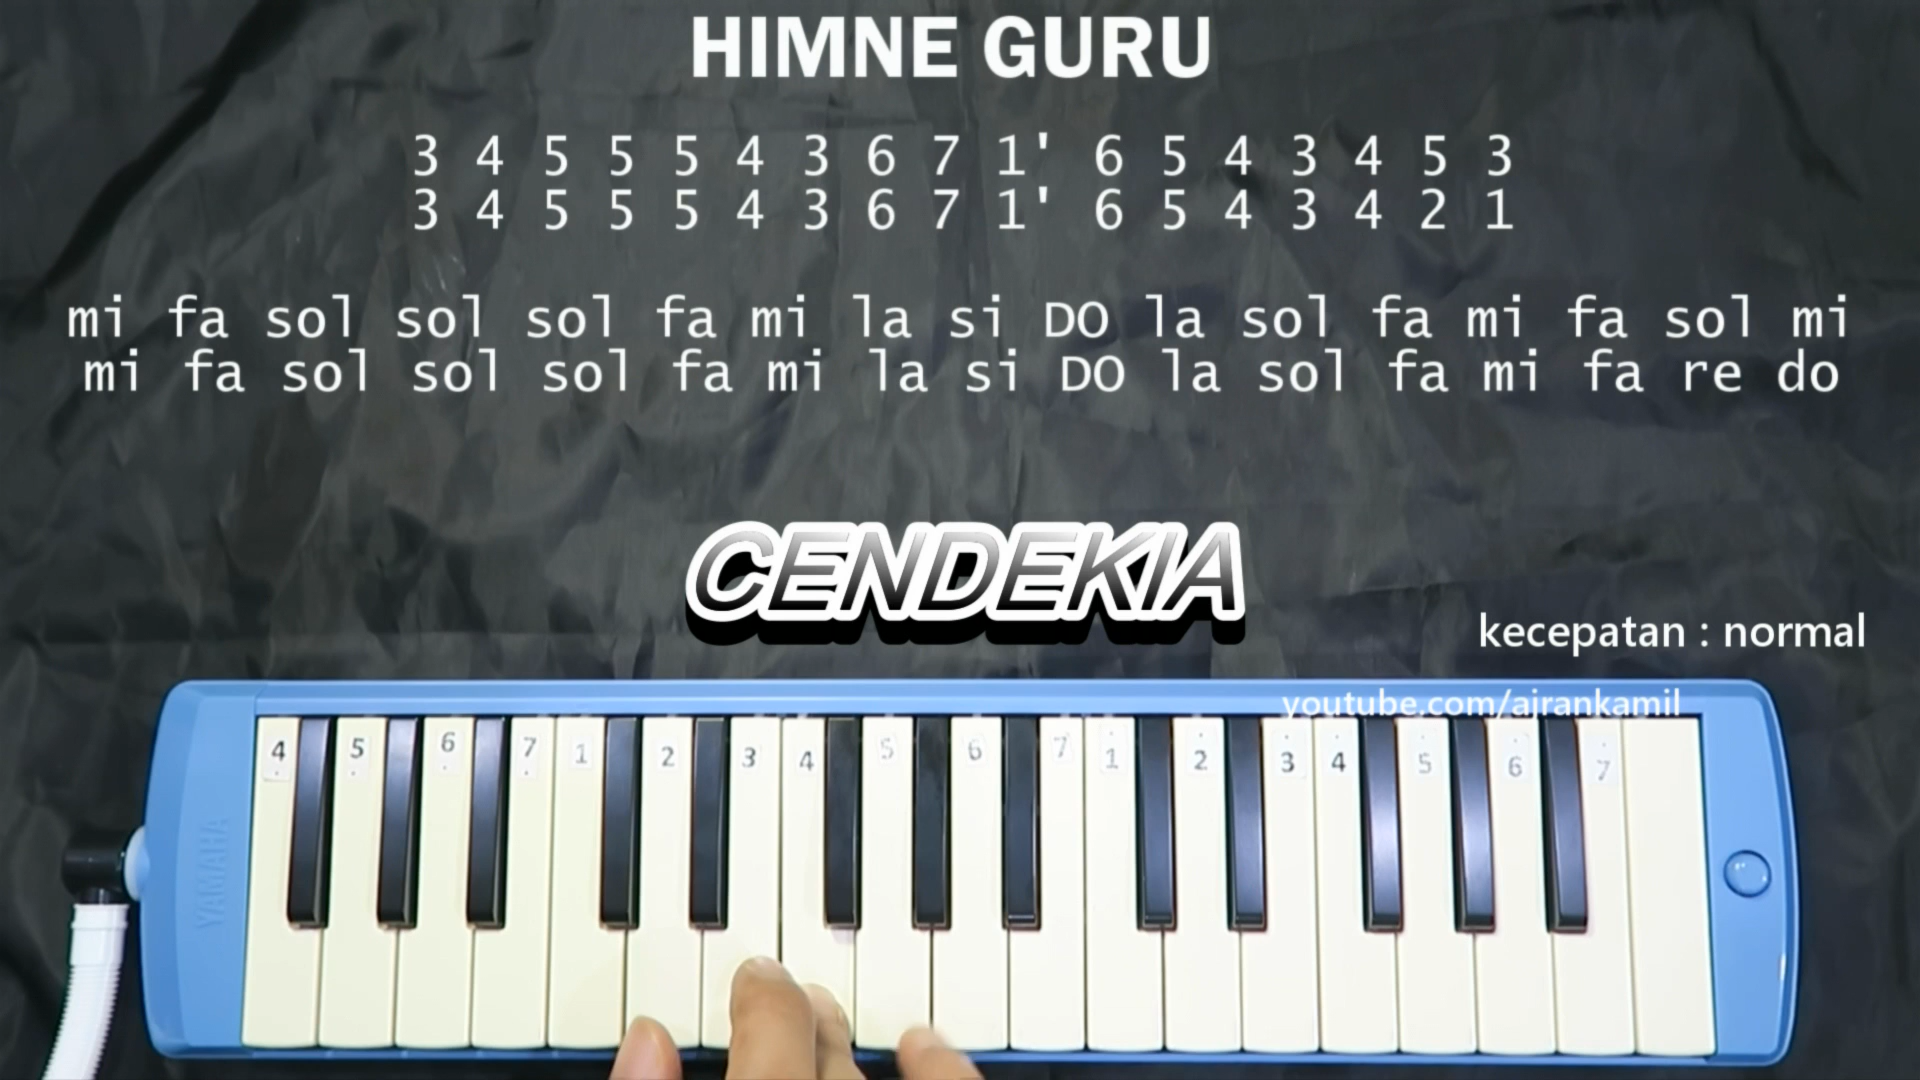 HIMNE GURU
3 4 5 5 5 4 3 6 7 1' 6 5 4 3 4 5 3
3 4 5 5 5 4 3 6 7 1' 6 5 4 3 4 2 1
mi fa sol sol sol fa mi la si DO la sol fa mi fa sol mi
mi fa sol sol sol fa mi la si DO la sol fa mi fa re do
CENDEKIA
kecepatan : normal
youtube.com/ajrankamil
4 5 6 7 1 2 3 4 5 6 7 1 2 3 4 5 6 7
YAMAHA